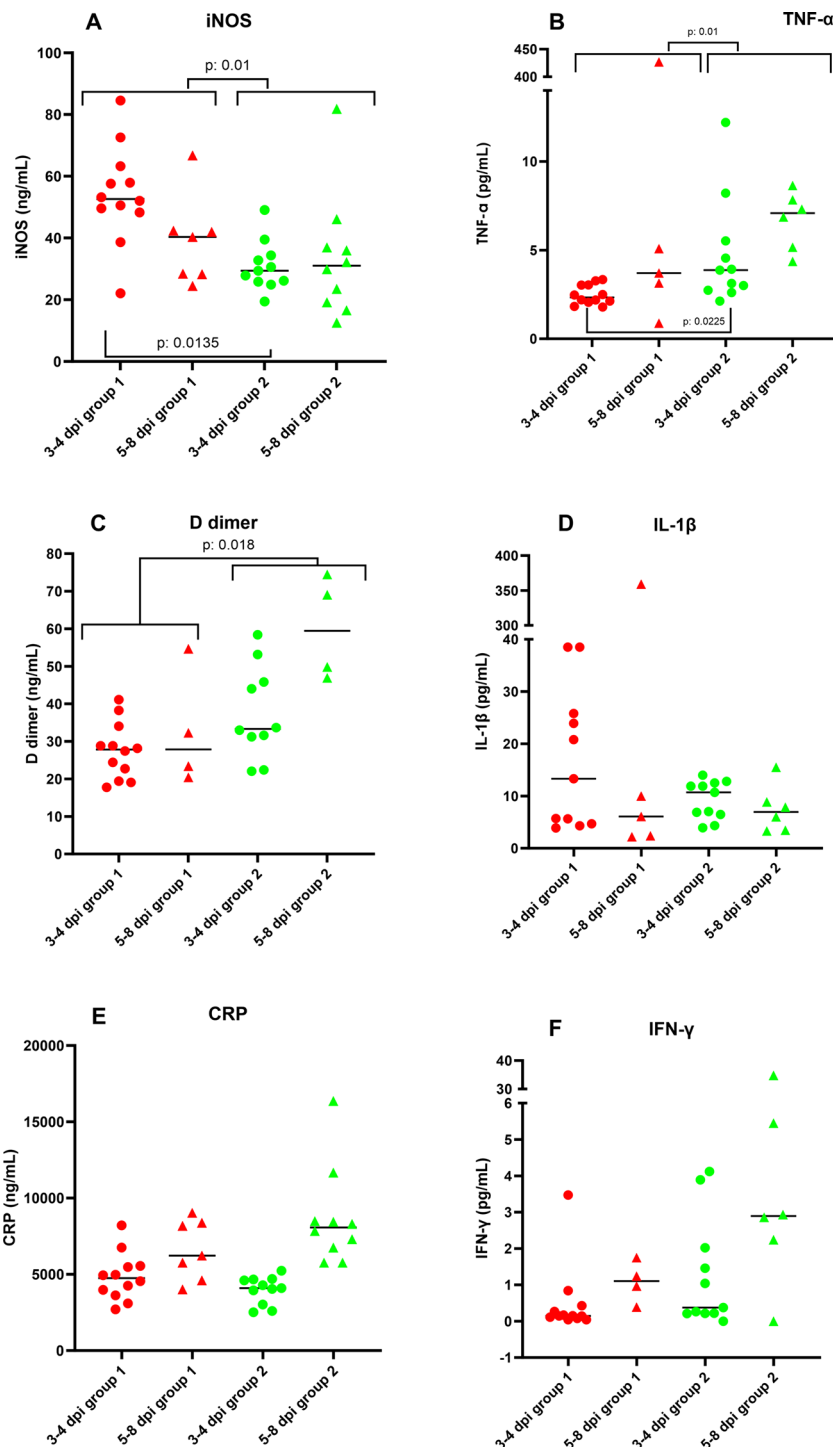 A
iNOS
p: 0.01
100
80
60
40
20
0
iNOS (ng/mL)
p: 0.0135
3-4 dpi group 1
5-8 dpi group 1
3-4 dpi group 2
5-8 dpi group 2
B
TNF-α
p: 0.01
450
400
10
5
0
TNF-α (pg/mL)
p: 0.0225
3-4 dpi group 1
5-8 dpi group 1
3-4 dpi group 2
5-8 dpi group 2
C
D dimer
p: 0.018
80
70
60
50
40
30
20
10
0
D dimer (ng/mL)
3-4 dpi group 1
5-8 dpi group 1
3-4 dpi group 2
5-8 dpi group 2
D
IL-1β
400
350
300
40
30
20
10
0
IL-1β (pg/mL)
3-4 dpi group 1
5-8 dpi group 1
3-4 dpi group 2
5-8 dpi group 2
E
CRP
20000
15000
10000
5000
0
CRP (ng/mL)
3-4 dpi group 1
5-8 dpi group 1
3-4 dpi group 2
5-8 dpi group 2
F
IFN-γ
40
30
6
5
4
3
2
1
0
-1
IFN-γ (pg/mL)
3-4 dpi group 1
5-8 dpi group 1
3-4 dpi group 2
5-8 dpi group 2